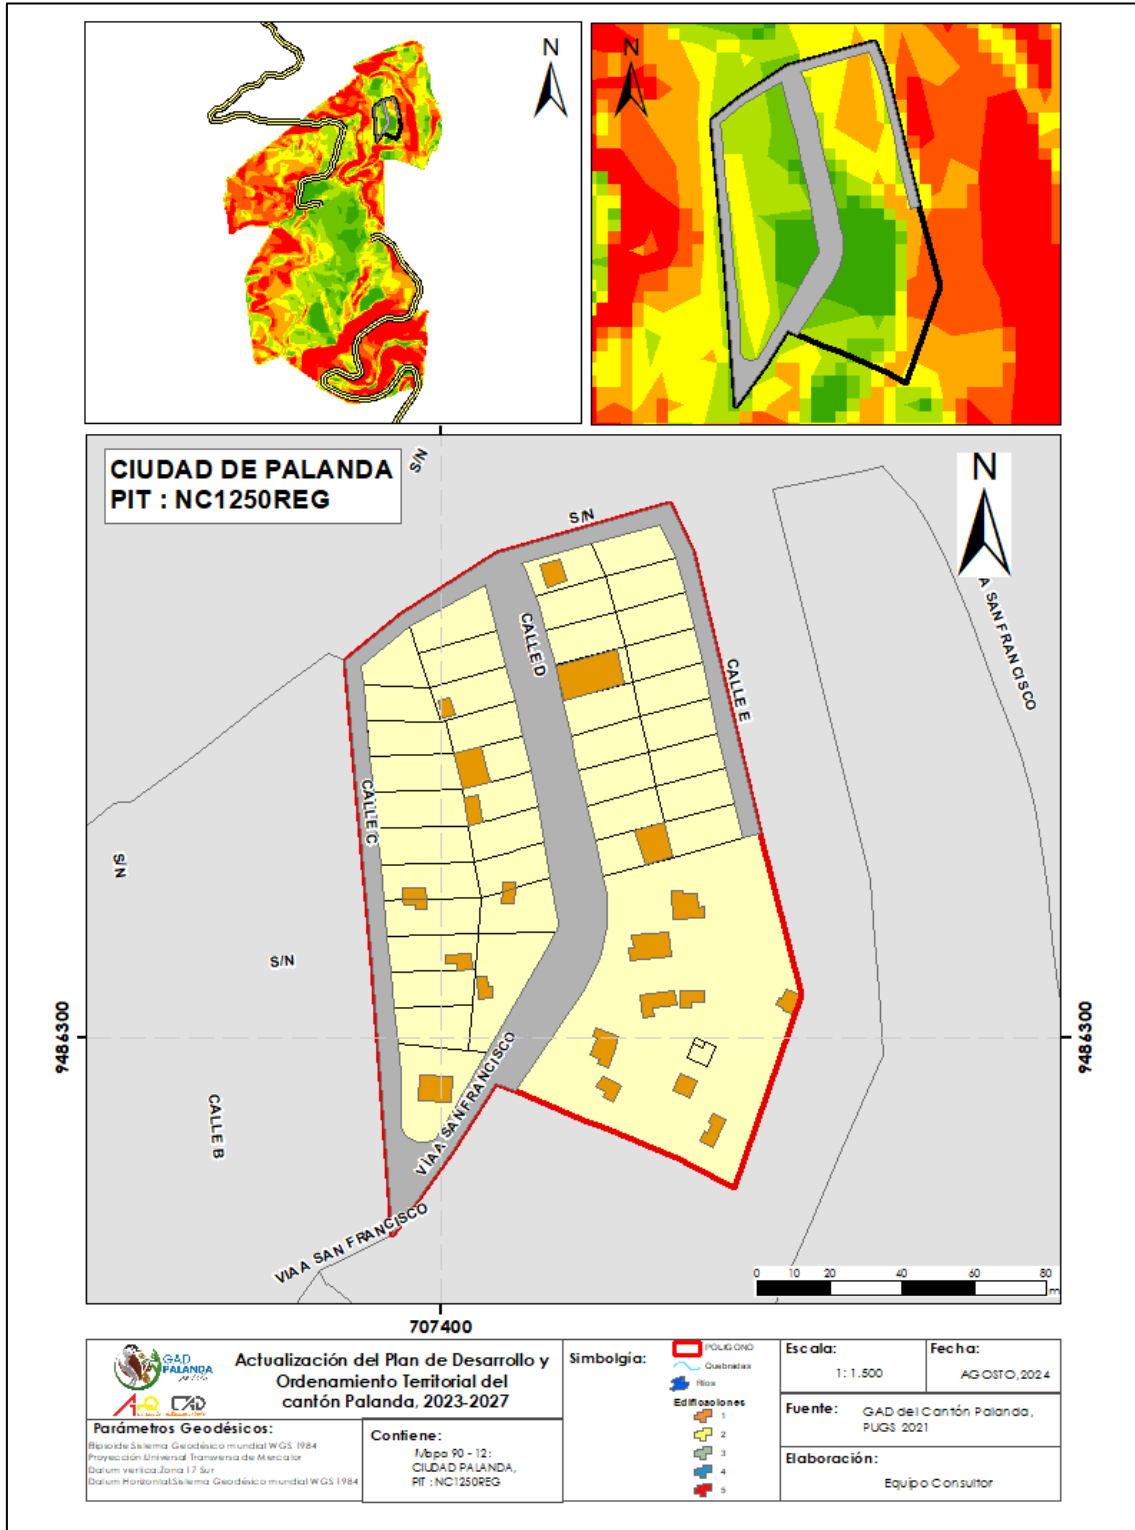 N
N
CIUDAD DE PALANDA
PIT : NC1250REG
S/N
S/N
N
A SAN FRANCISCO
CALLE D
CALLE E
CALLE C
S/N
S/N
9486300
9486300
VÍA A SAN FRANCISCO
CALLE B
VIA A SAN FRANCISCO
0 10 20 40 60 80
m
707400
GAD
PALANDA
Actualización del Plan de Desarrollo y
Ordenamiento Territorial del
cantón Palanda, 2023-2027
Parámetros Geodésicos:
Elipsoide:Sistema Geodésico mundial WGS 1984
Proyección:Universal Transversa de Mercator
Datum vertica:Zona 17 Sur
Datum Horizontal:Sistema Geodésico mundial WGS 1984
Contiene:
Mapa 90 - 12:
CIUDAD PALANDA,
PIT : NC1250REG
Simbolgía:
POLIGONO
Quebradas
Ríos
Edificaciones
1
2
3
4
5
Escala:
1: 1.500
Fecha:
AGOSTO,2024
Fuente:
GAD del Cantón Palanda,
PUGS 2021
Elaboración:
Equipo Consultor